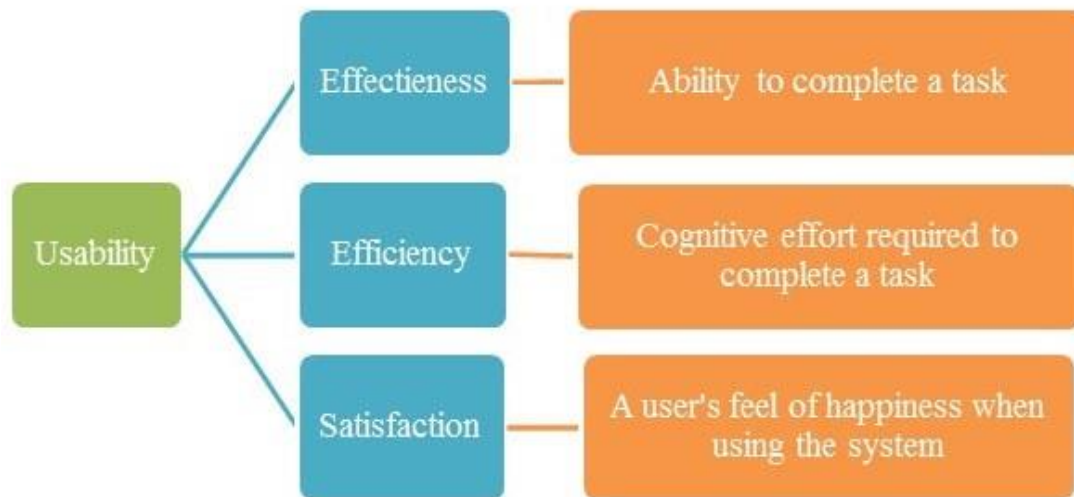 Effectieness
Ability to complete a task
Usability
Efficiency
Cognitive effort required to
complete a task
Satisfaction
A user's feel of happiness when
using the system